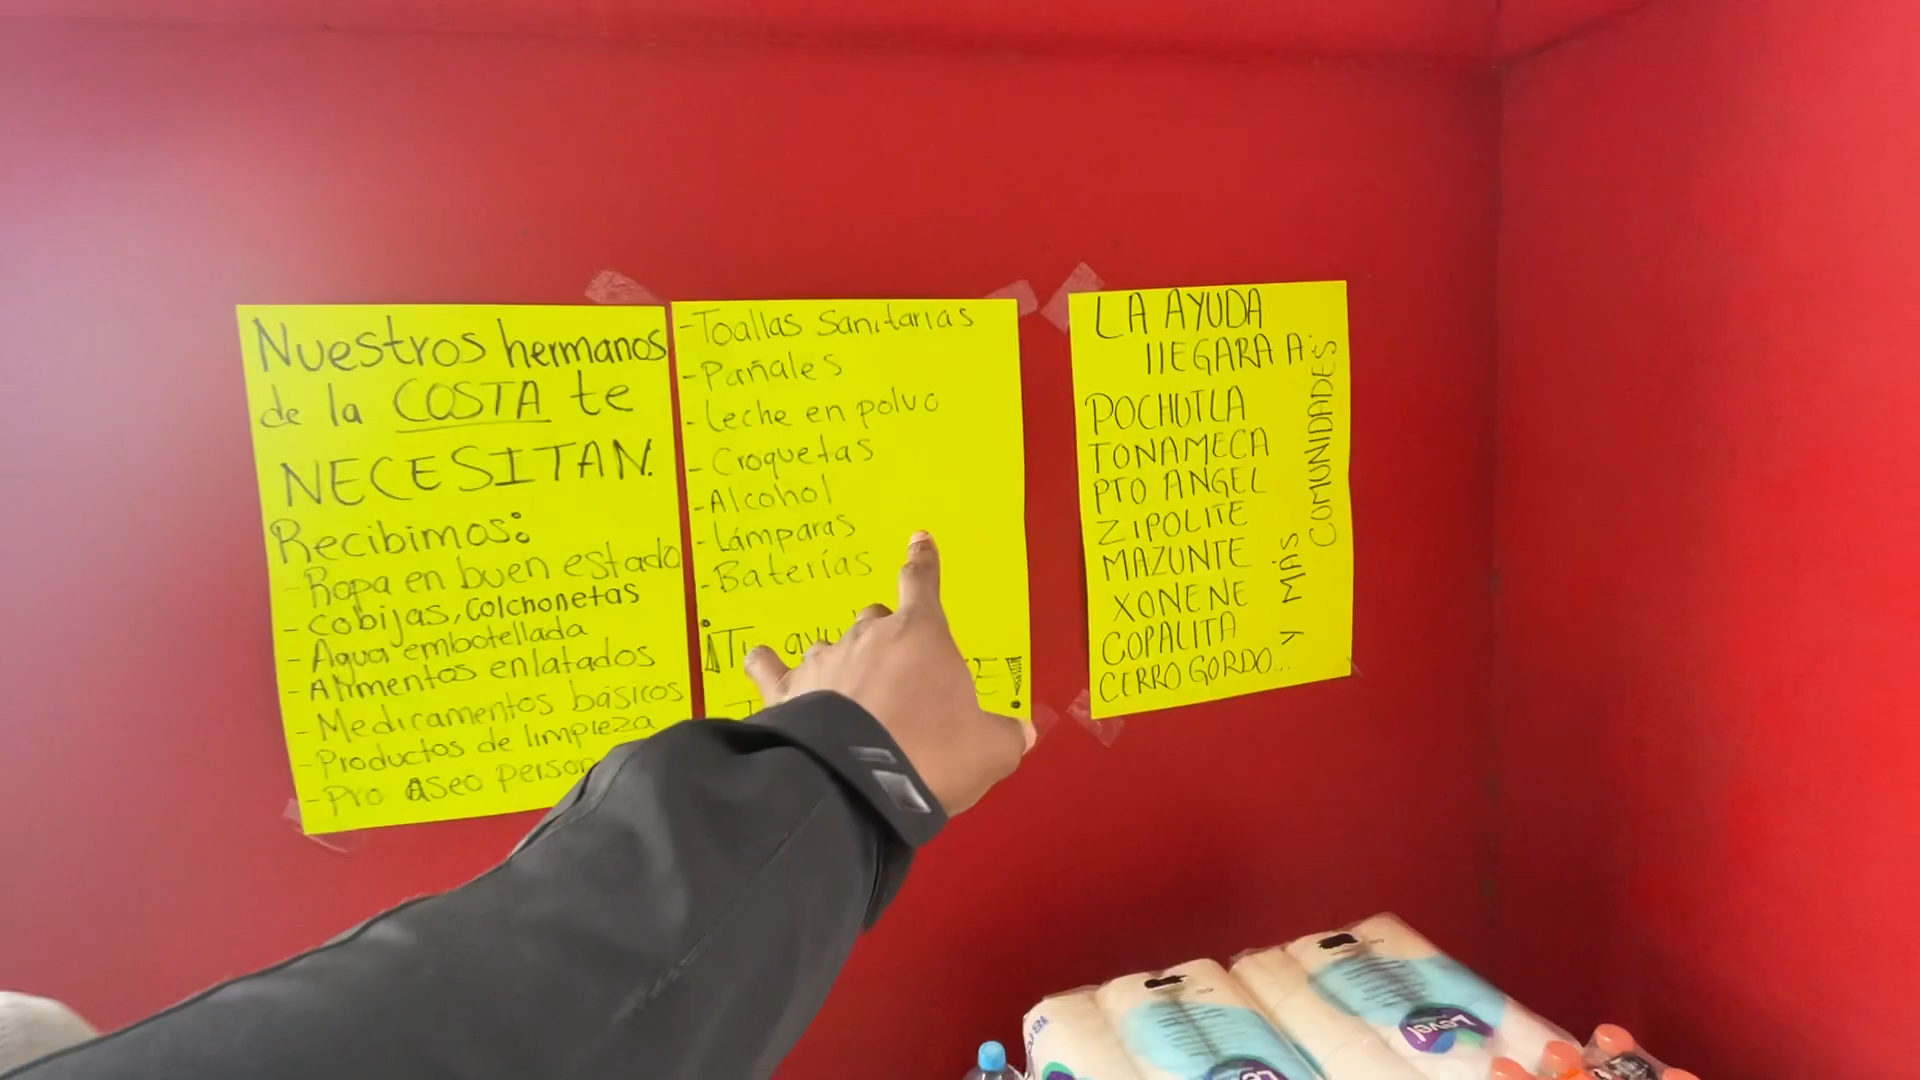 Nuestros hermanos
de la COSTA te
NECESITAN.
Recibimos:
- Ropa en buen estado
- Cobijas, Colchonetas
- Agua embotellada
- Alimentos enlatados
- Medicamentos básicos
- Productos de limpieza
- Pro aseo
- Toallas Sanitarias
- Pañales
- Leche en polvo
- Croquetas
- Alcohol
- Lámparas
- Baterías
¡Tu
LA AYUDA
llEGARA A:
POCHUTLA
TONAMECA
PTO ANGEL
ZIPOLITE
MAZUNTE
XONENE
COPALITA
CERRO GORDO...
Y MÁS
COMUNIDADES
Level